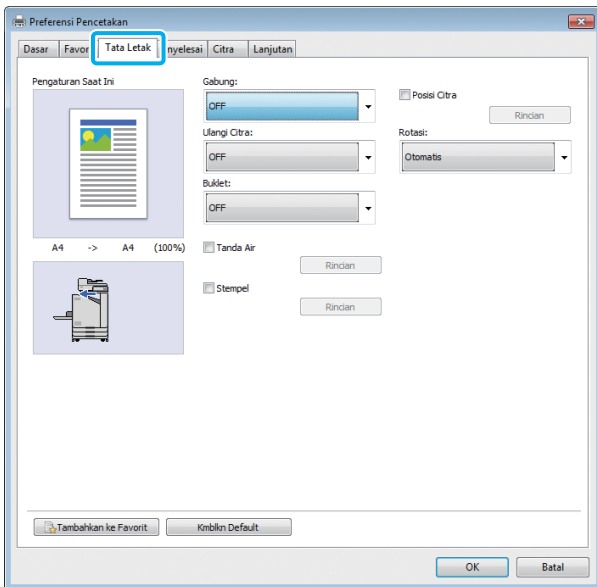 Preferensi Pencetakan
Dasar Favor Tata Letak nyelesai Citra Lanjutan
Pengaturan Saat Ini
Gabung:
OFF
Posisi Citra
Rincian
Ulangi Citra:
OFF
Rotasi:
Otomatis
Buklet:
OFF
A4 -> A4 (100%)
Tanda Air
Rincian
Stempel
Rincian
Tambahkan ke Favorit
Kmblkn Default
OK
Batal